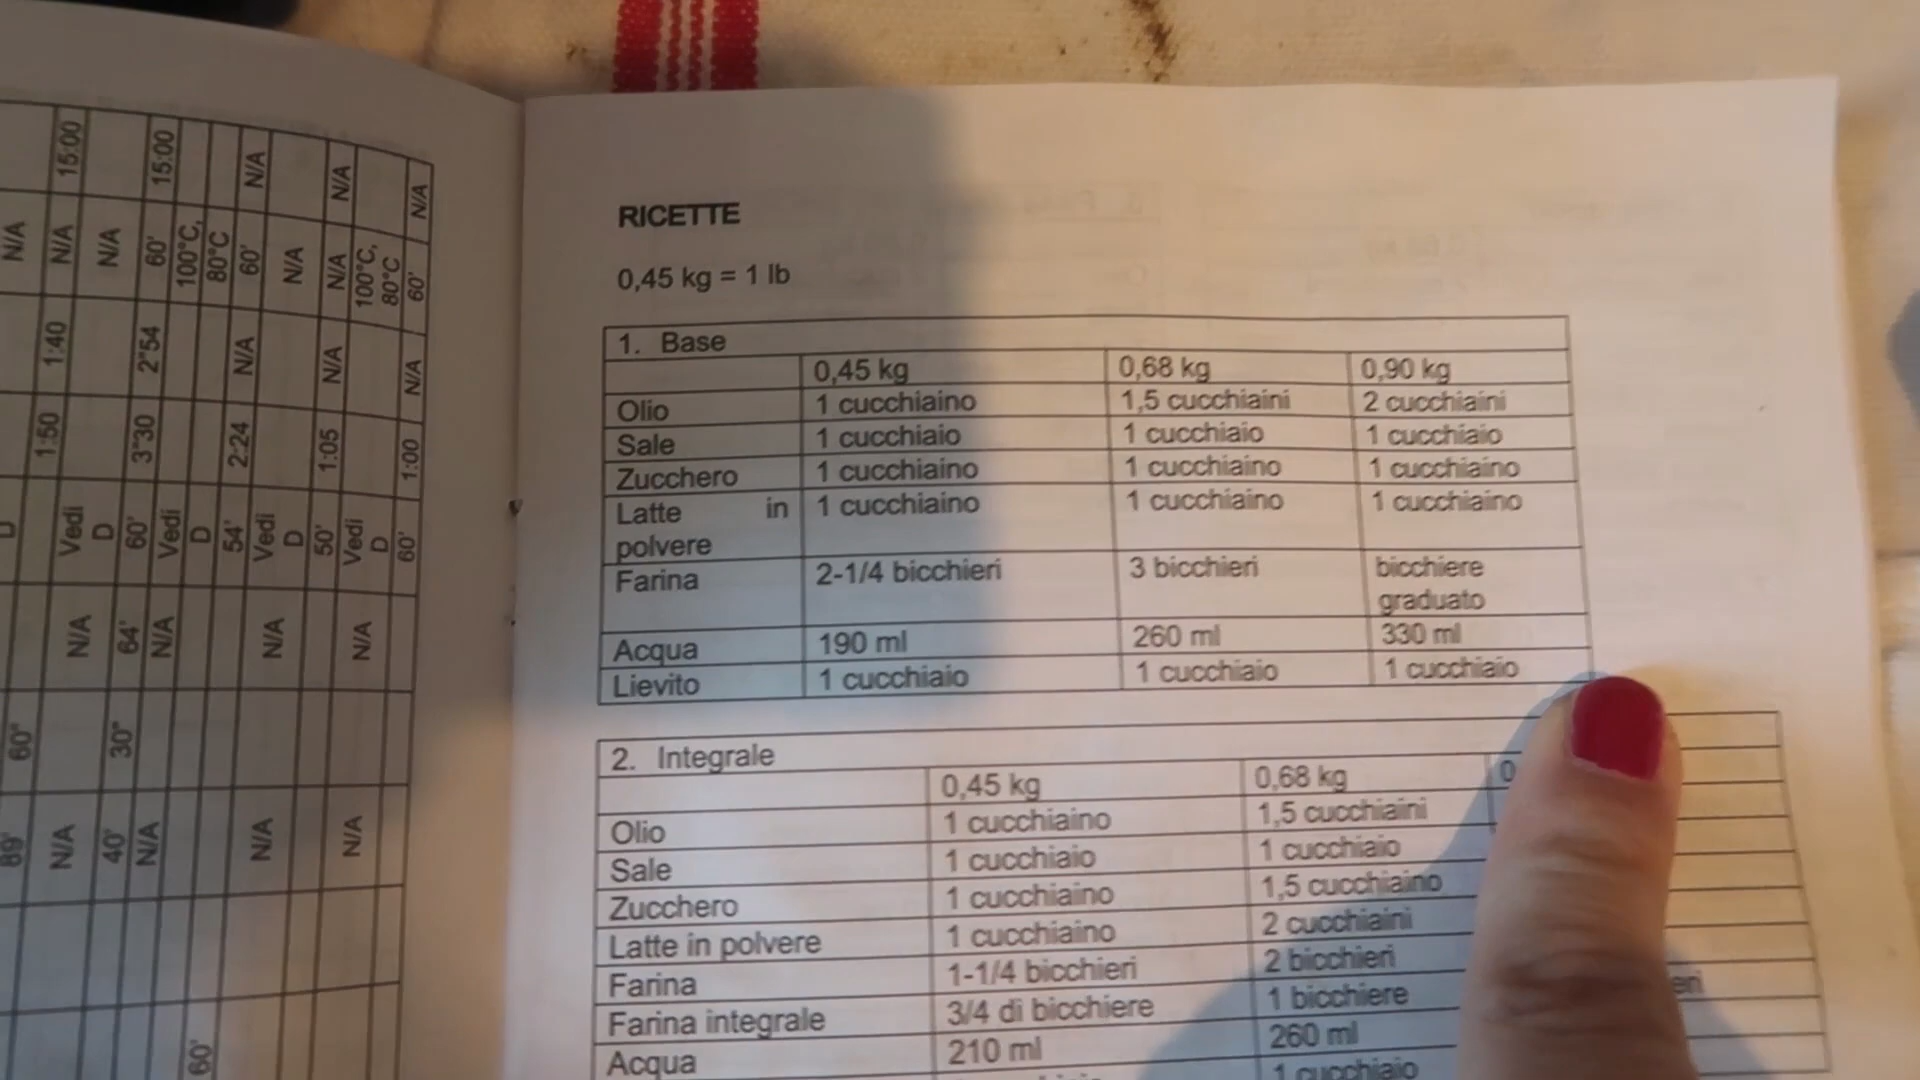 RICETTE
0,45 kg = 1 lb
1. Base
0,45 kg 0,68 kg 0,90 kg
Olio 1 cucchiaino 1,5 cucchiaini 2 cucchiaini
Sale 1 cucchiaio 1 cucchiaio 1 cucchiaio
Zucchero 1 cucchiaino 1 cucchiaino 1 cucchiaino
Latte in 1 cucchiaino 1 cucchiaino 1 cucchiaino
polvere
Farina 2-1/4 bicchieri 3 bicchieri bicchiere
graduato
Acqua 190 ml 260 ml 330 ml
Lievito 1 cucchiaio 1 cucchiaio 1 cucchiaio
2. Integrale
0,45 kg 0,68 kg
Olio 1 cucchiaino 1,5 cucchiaini
Sale 1 cucchiaio 1 cucchiaio
Zucchero 1 cucchiaino 1,5 cucchiaino
Latte in polvere 1 cucchiaino 2 cucchiaini
Farina 1-1/4 bicchieri 2 bicchieri
Farina integrale 3/4 di bicchiere 1 bicchiere
Acqua 210 ml 260 ml
1 cucchiaio
60" N/A
N/A Vedi 1:50 1:40 N/A 15:00
D N/A
40' 30" 64' 60' 3"30 2"54 60' 15:00
N/A N/A Vedi 100°C,
D 80°C
54' 2:24 N/A 60' N/A
N/A N/A Vedi
D N/A
50' 1:05 N/A N/A N/A
N/A N/A Vedi 100°C,
D 80°C
60' 1:00 N/A 60' N/A
60'